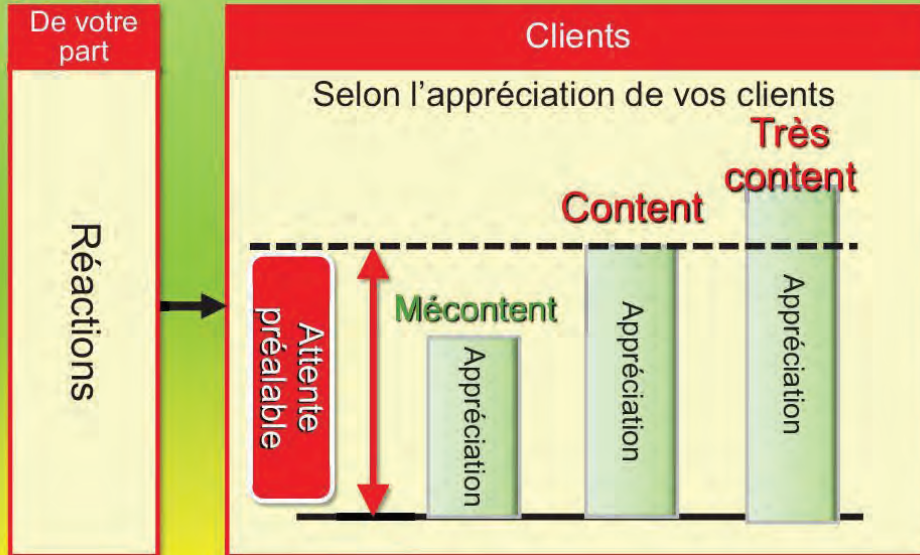 De votre
part
Réactions
Clients
Selon l'appréciation de vos clients
Attente
préalable
Mécontent
Appréciation
Content
Appréciation
Très
content
Appréciation